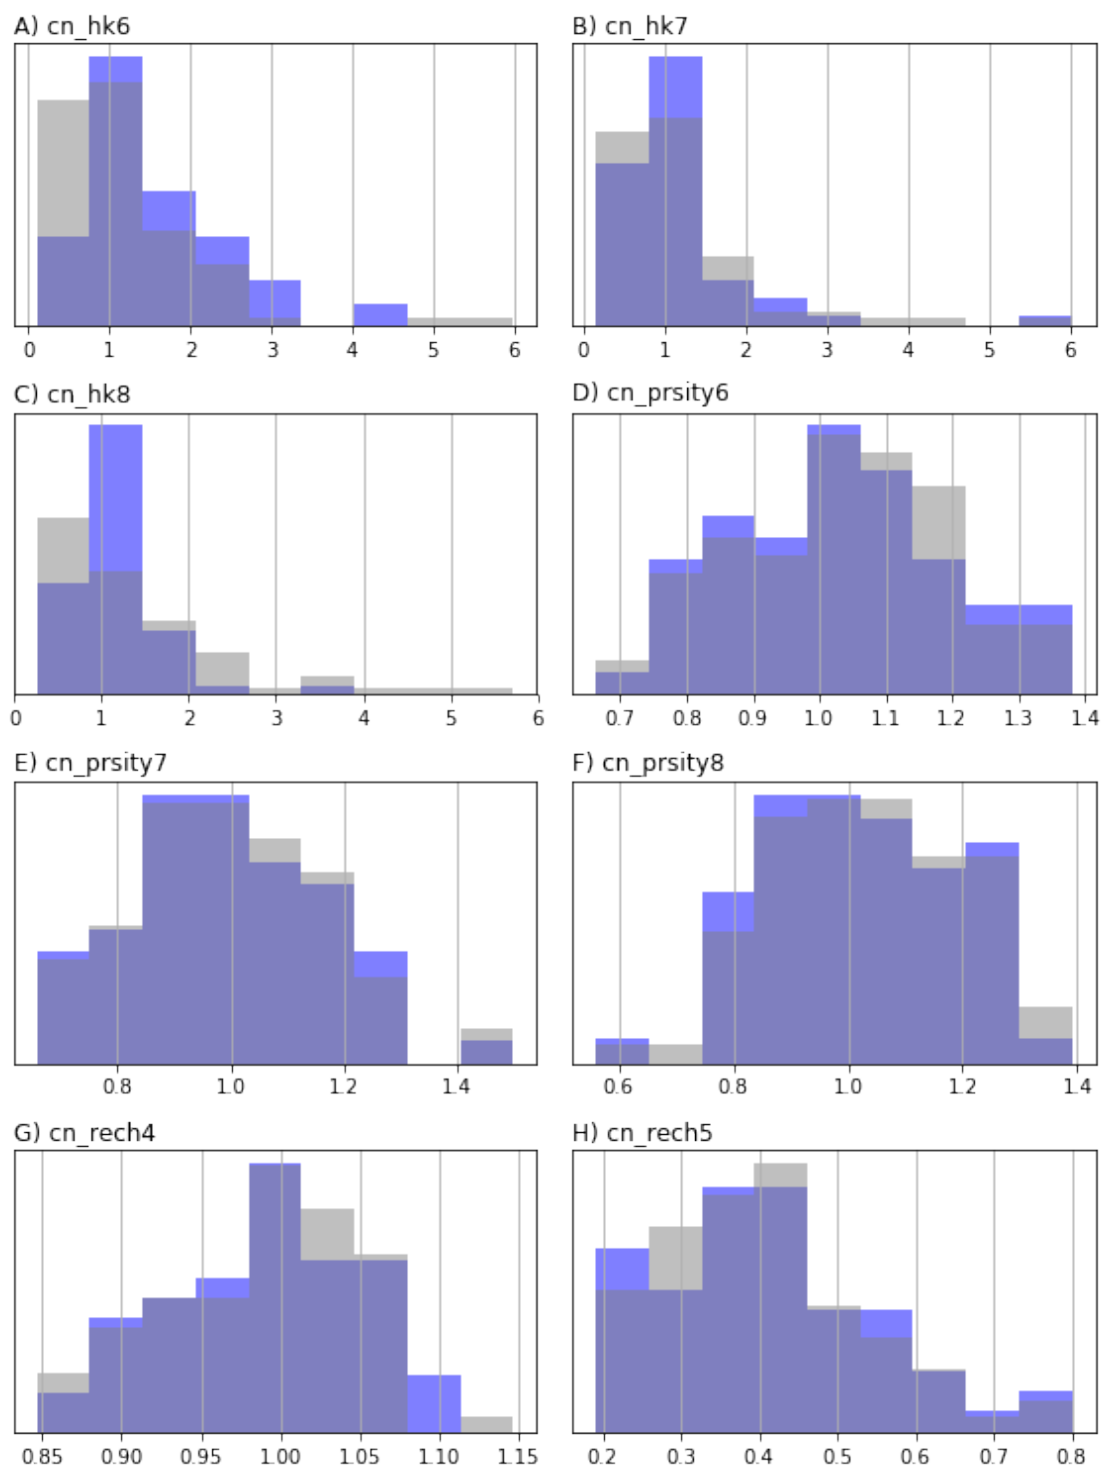 A) cn_hk6
0 1 2 3 4 5 6
B) cn_hk7
0 1 2 3 4 5 6
C) cn_hk8
0 1 2 3 4 5 6
D) cn_prsity6
0.7 0.8 0.9 1.0 1.1 1.2 1.3 1.4
E) cn_prsity7
0.8 1.0 1.2 1.4
F) cn_prsity8
0.6 0.8 1.0 1.2 1.4
G) cn_rech4
0.85 0.90 0.95 1.00 1.05 1.10 1.15
H) cn_rech5
0.2 0.3 0.4 0.5 0.6 0.7 0.8